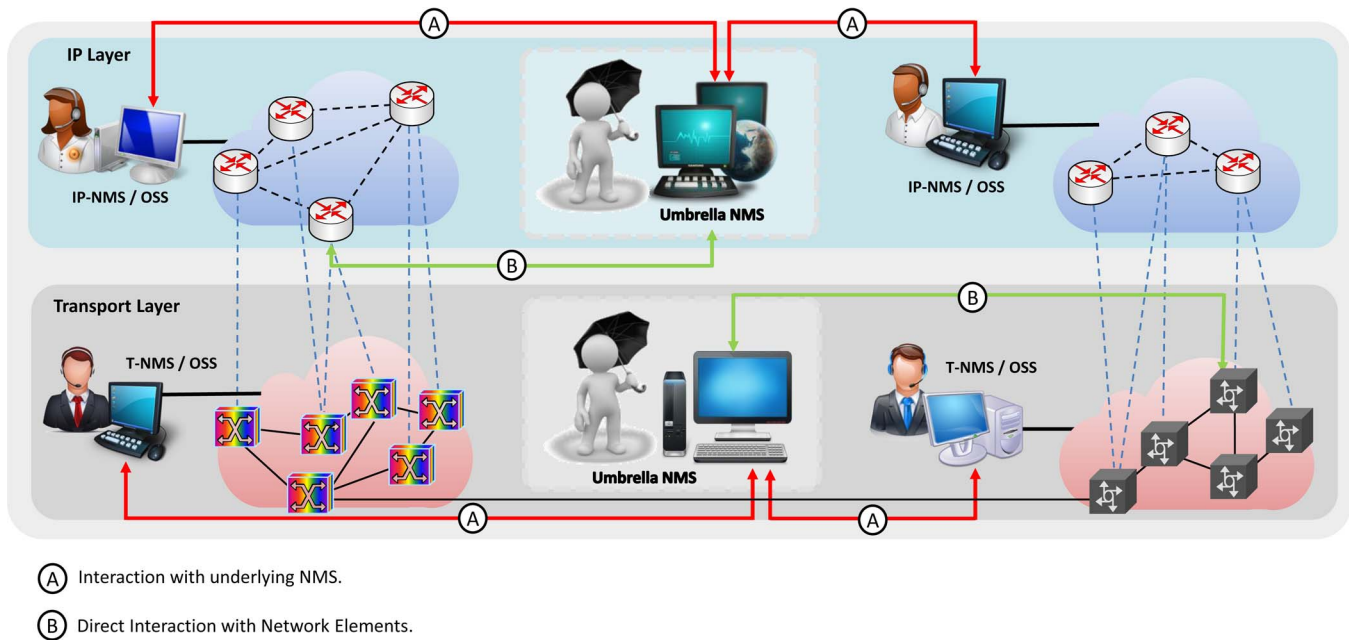 A
A
IP Layer
IP-NMS / OSS
Umbrella NMS
IP-NMS / OSS
B
Transport Layer
B
T-NMS / OSS
T-NMS / OSS
Umbrella NMS
A
A
A Interaction with underlying NMS.
B Direct Interaction with Network Elements.